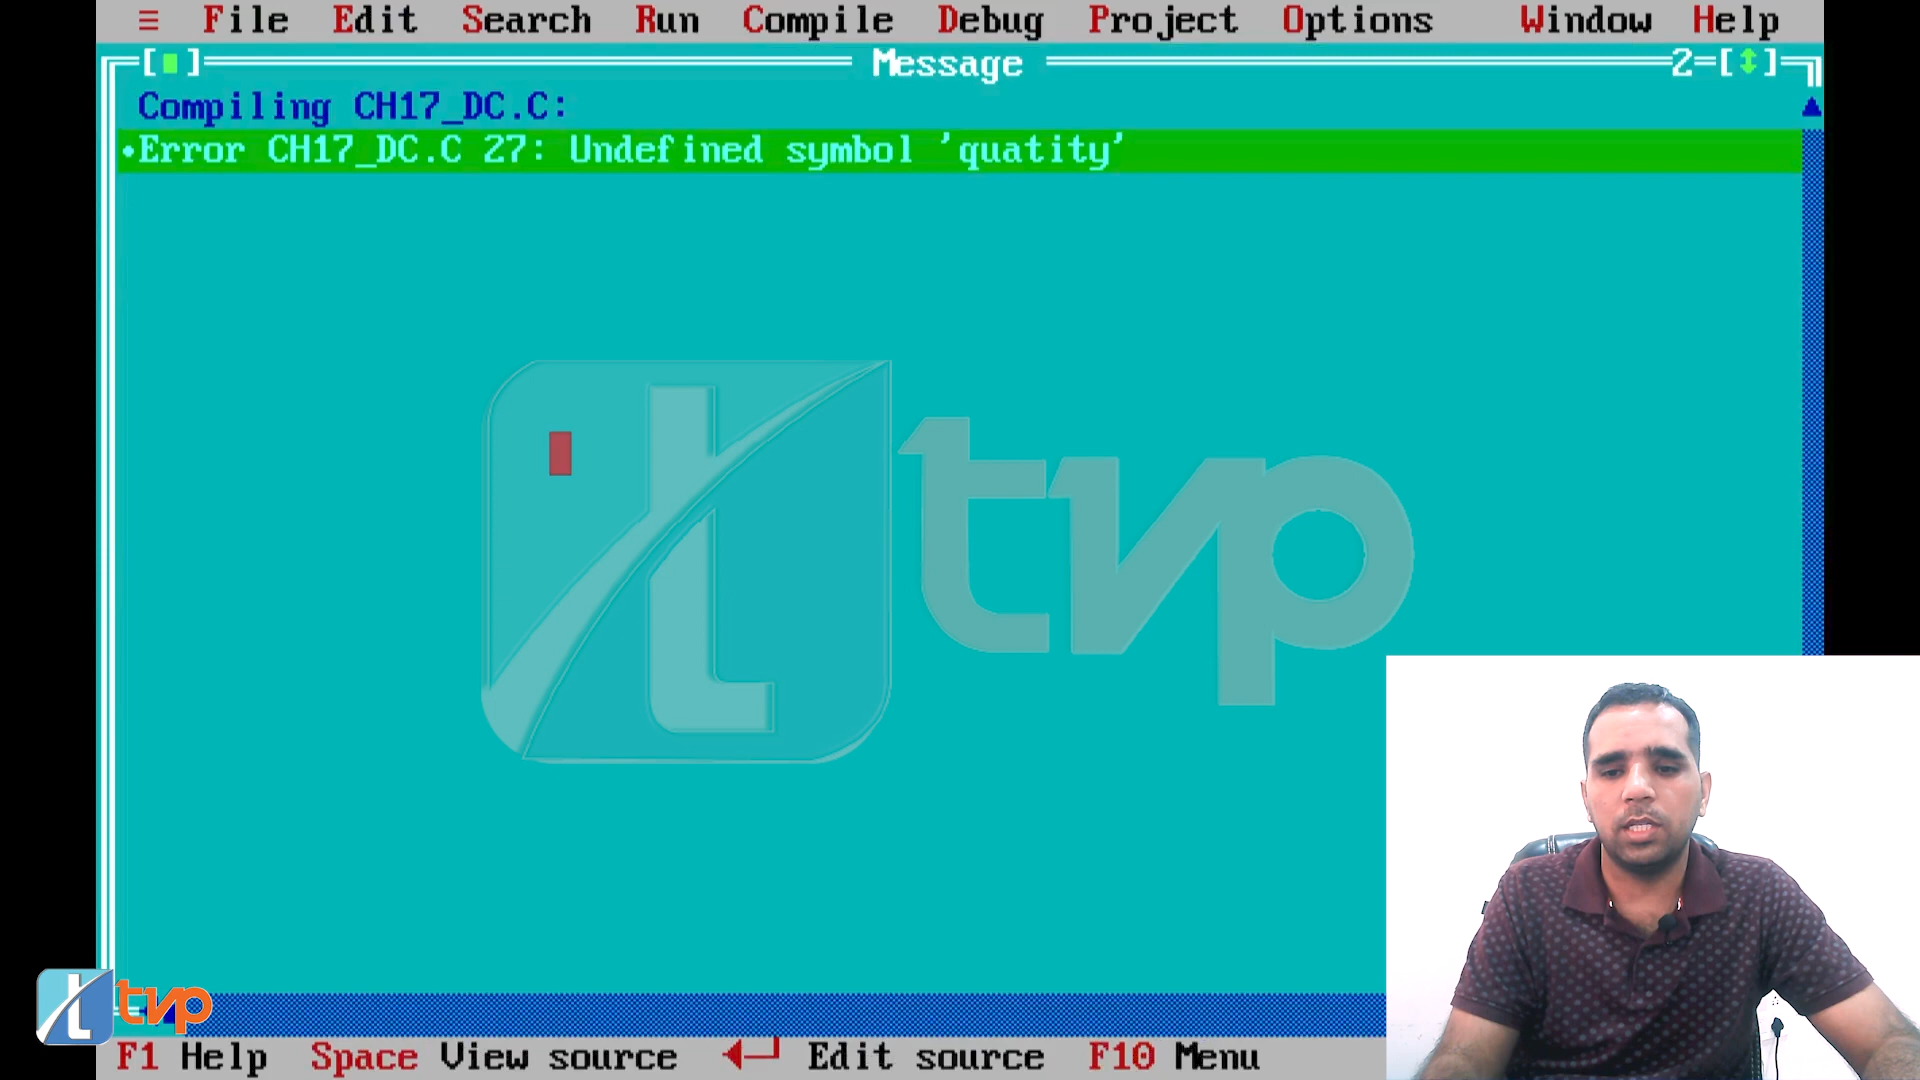 ≡ File Edit Search Run Compile Debug Project Options Window Help
[■] Message 2=[↕]
Compiling CH17_DC.C:
•Error CH17_DC.C 27: Undefined symbol 'quatity'
tvp
t tvp
F1 Help Space View source ◄┘ Edit source F10 Menu